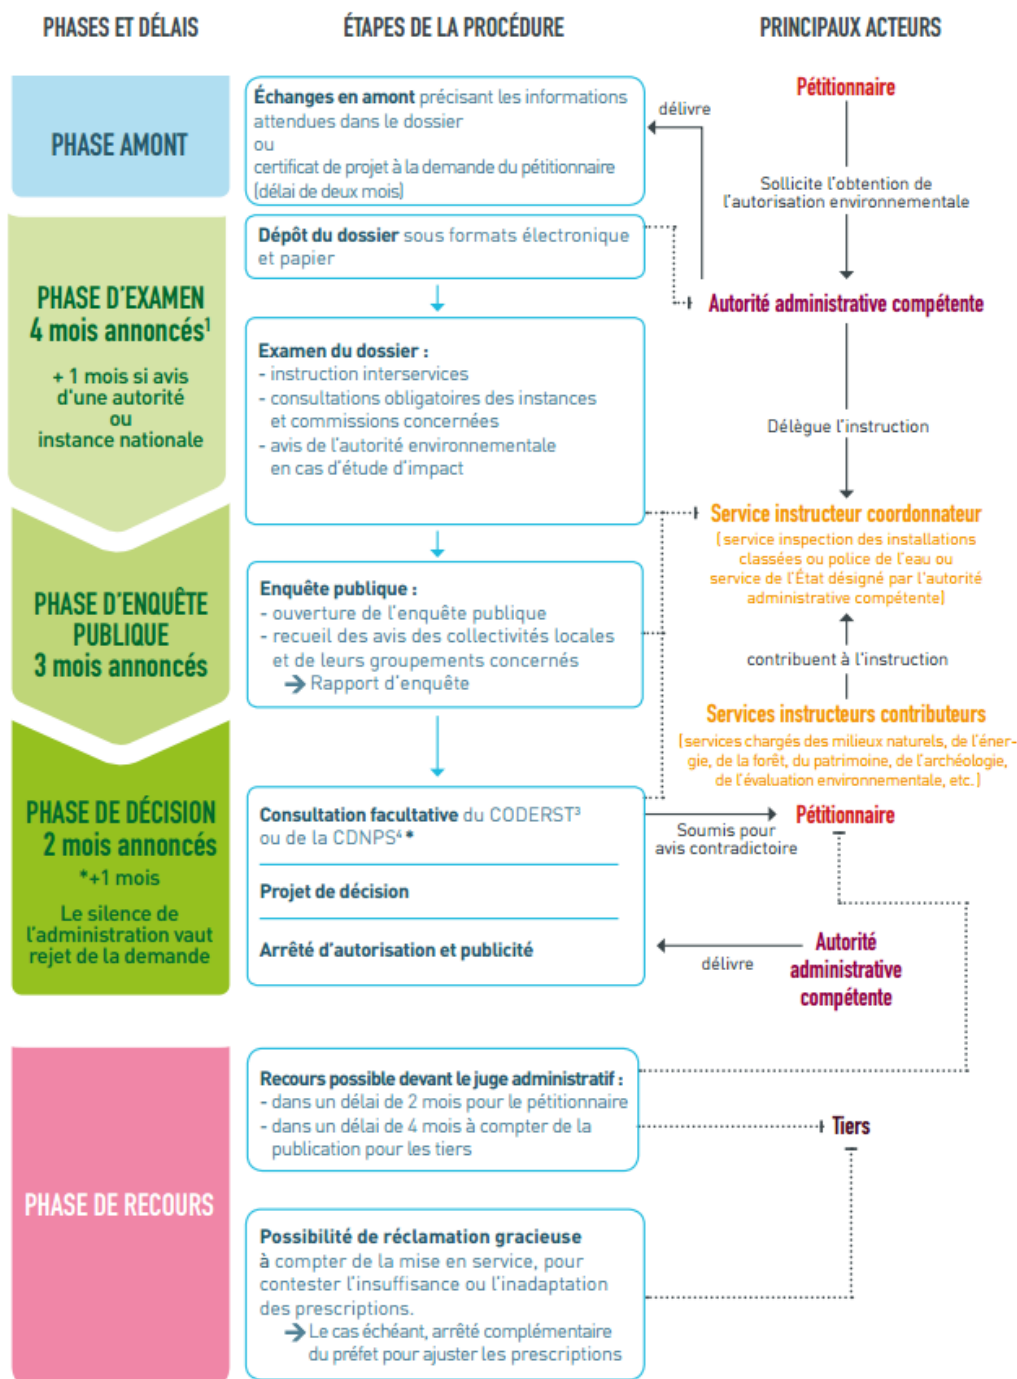 PHASES ET DÉLAIS
ÉTAPES DE LA PROCÉDURE
PRINCIPAUX ACTEURS
PHASE AMONT
Échanges en amont précisant les informations
attendues dans le dossier
ou
certificat de projet à la demande du pétitionnaire
(délai de deux mois)
délivre
Pétitionnaire
Sollicite l'obtention de
l'autorisation environnementale
Dépôt du dossier sous formats électronique
et papier
Autorité administrative compétente
PHASE D'EXAMEN
4 mois annoncés¹
+ 1 mois si avis
d'une autorité
ou
instance nationale
Examen du dossier :
- instruction interservices
- consultations obligatoires des instances
et commissions concernées
- avis de l'autorité environnementale
en cas d'étude d'impact
Délègue l'instruction
Service instructeur coordonnateur
(service inspection des installations
classées ou police de l'eau ou
service de l'État désigné par l'autorité
administrative compétente)
PHASE D'ENQUÊTE
PUBLIQUE
3 mois annoncés
Enquête publique :
- ouverture de l'enquête publique
- recueil des avis des collectivités locales
et de leurs groupements concernés
→ Rapport d'enquête
contribuent à l'instruction
Services instructeurs contributeurs
(services chargés des milieux naturels, de l'éner-
gie, de la forêt, du patrimoine, de l'archéologie,
de l'évaluation environnementale, etc.)
PHASE DE DÉCISION
2 mois annoncés
*+1 mois
Le silence de
l'administration vaut
rejet de la demande
Consultation facultative du CODERST³
ou de la CDNPS⁴ *
Projet de décision
Arrêté d'autorisation et publicité
Soumis pour
avis contradictoire
Pétitionnaire
délivre
Autorité
administrative
compétente
PHASE DE RECOURS
Recours possible devant le juge administratif :
- dans un délai de 2 mois pour le pétitionnaire
- dans un délai de 4 mois à compter de la
publication pour les tiers
Tiers
Possibilité de réclamation gracieuse
à compter de la mise en service, pour
contester l'insuffisance ou l'inadaptation
des prescriptions.
→ Le cas échéant, arrêté complémentaire
du préfet pour ajuster les prescriptions